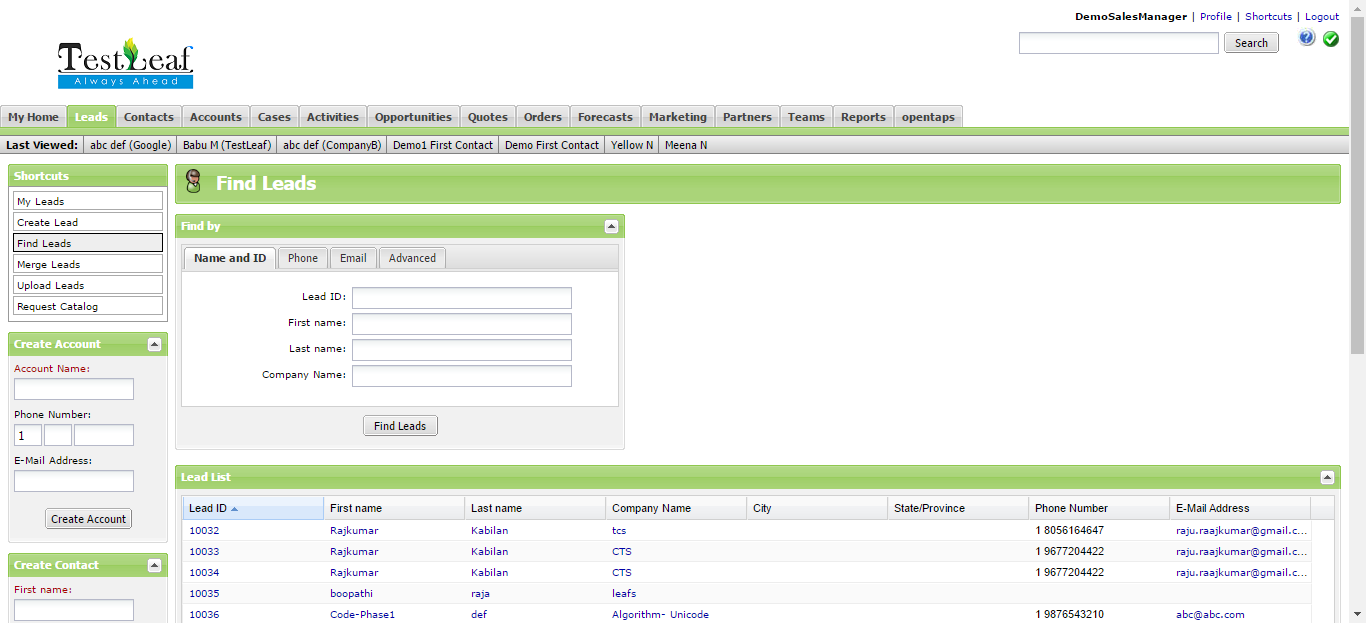 DemoSalesManager | Profile | Shortcuts | Logout
Search
TestLeaf
Always Ahead
My Home Leads Contacts Accounts Cases Activities Opportunities Quotes Orders Forecasts Marketing Partners Teams Reports opentaps
Last Viewed: abc def (Google) Babu M (TestLeaf) abc def (CompanyB) Demo1 First Contact Demo First Contact Yellow N Meena N
Shortcuts
My Leads
Create Lead
Find Leads
Merge Leads
Upload Leads
Request Catalog
Create Account
Account Name:
Phone Number:
1
E-Mail Address:
Create Account
Create Contact
First name:
Find Leads
Find by
Name and ID Phone Email Advanced
Lead ID:
First name:
Last name:
Company Name:
Find Leads
Lead List
Lead ID First name Last name Company Name City State/Province Phone Number E-Mail Address
10032 Rajkumar Kabilan tcs 1 8056164647 raju.raajkumar@gmail.c...
10033 Rajkumar Kabilan CTS 1 9677204422 raju.raajkumar@gmail.c...
10034 Rajkumar Kabilan CTS 1 9677204422 raju.raajkumar@gmail.c...
10035 boopathi raja leafs
10036 Code-Phase1 def Algorithm- Unicode 1 9876543210 abc@abc.com